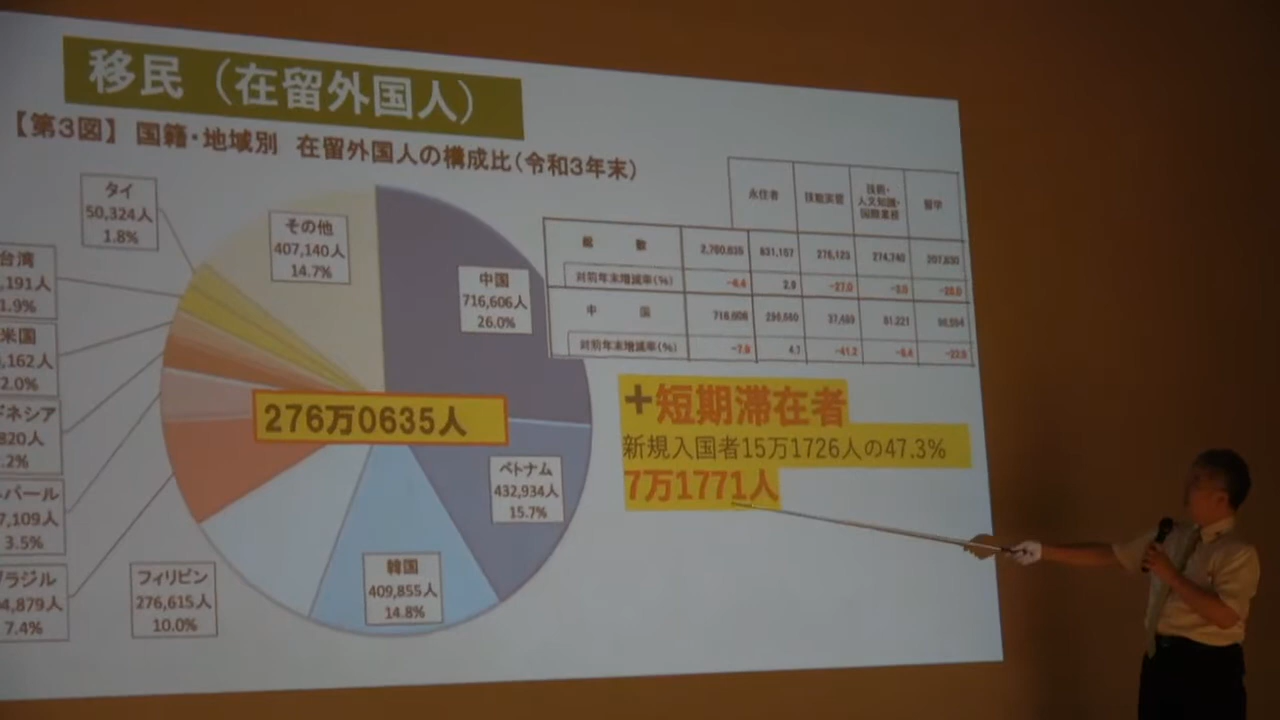 移民（在留外国人）
【第3図】 国籍・地域別 在留外国人の構成比（令和3年末）
タイ
50,324人
1.8%
その他
407,140人
14.7%
中国
716,606人
26.0%
台湾
,191人
1.9%
米国
,162人
2.0%
ドネシア
820人
.2%
パール
7,109人
3.5%
ラジル
4,879人
7.4%
フィリピン
276,615人
10.0%
韓国
409,855人
14.8%
ベトナム
432,934人
15.7%
276万0635人
永住者 技能実習 技術・人文知識・国際業務 留学
総数 2,760,635 831,157 276,123 274,740 207,830
対前年末増減率(%) -4.4 2.9 -27.0
中国 716,606 37,489 81,221
対前年末増減率(%) 4.7 -41.2
+短期滞在者
新規入国者15万1726人の47.3%
7万1771人